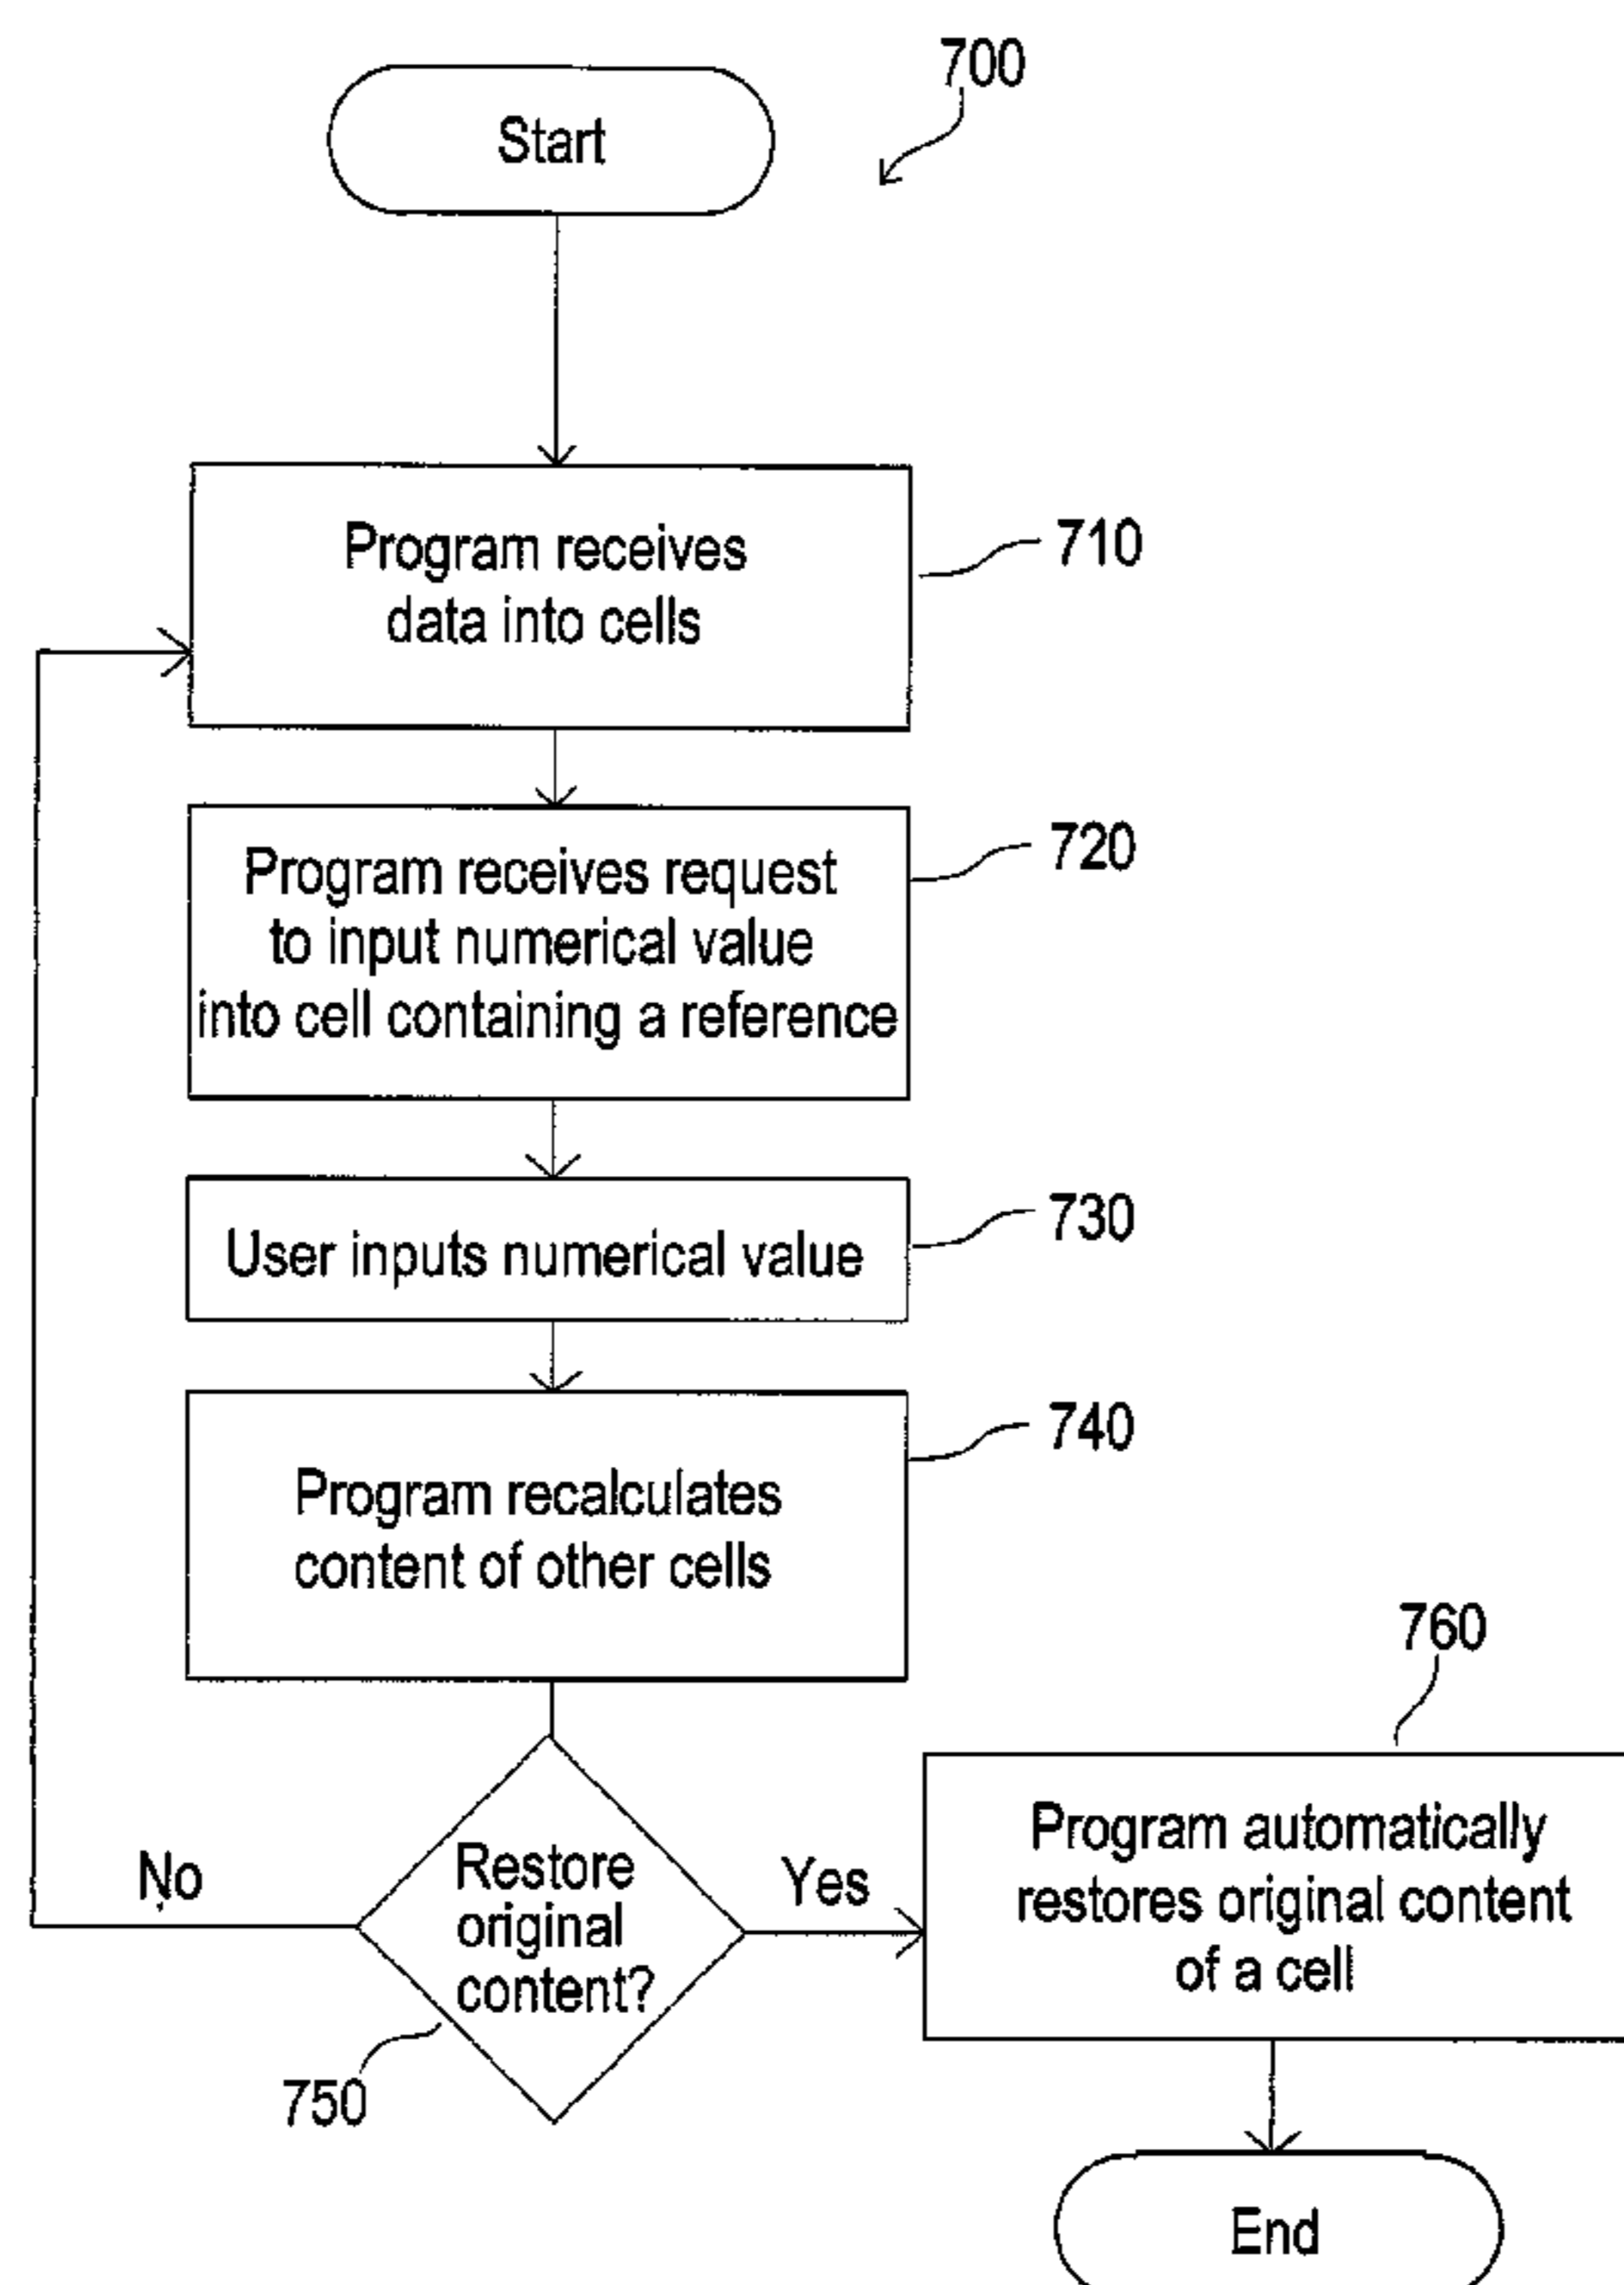 700
Start
Program receives
data into cells
710
Program receives request
to input numerical value
into cell containing a reference
720
User inputs numerical value
730
Program recalculates
content of other cells
740
Restore
original
content?
750
No
Yes
760
Program automatically
restores original content
of a cell
End